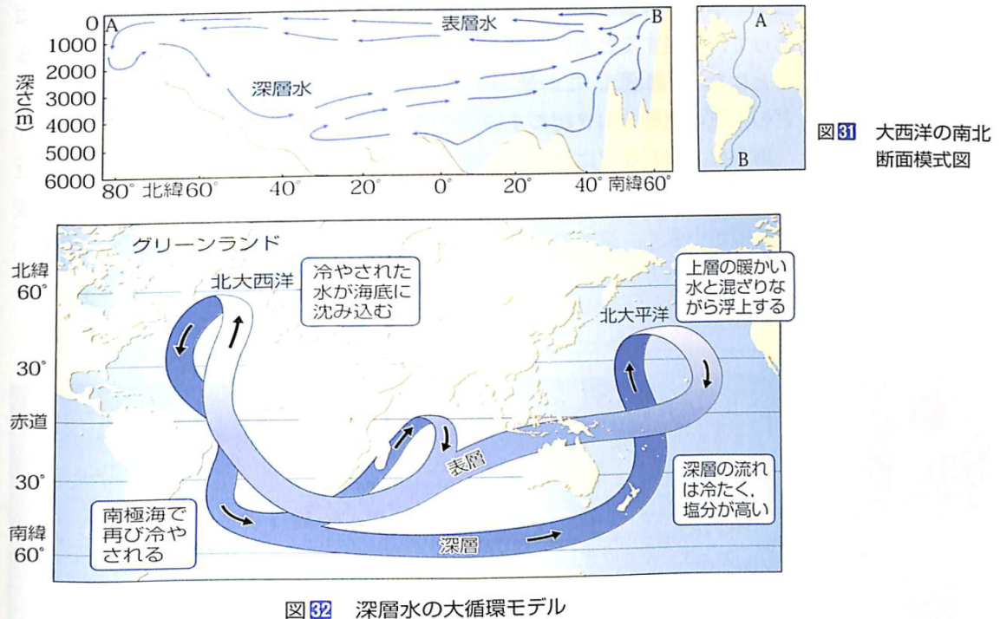 0
1000
2000
3000
4000
5000
6000
深さ(m)
A
表層水
B
深層水
80° 北緯60° 40° 20° 0° 20° 40° 南緯60°
A
B
図31 大西洋の南北
断面模式図
グリーンランド
北大西洋
冷やされた
水が海底に
沈み込む
上層の暖かい
水と混ざりな
がら浮上する
北大平洋
北緯
60°
30°
赤道
30°
南緯
60°
表層
深層の流れ
は冷たく,
塩分が高い
南極海で
再び冷や
される
深層
図32 深層水の大循環モデル